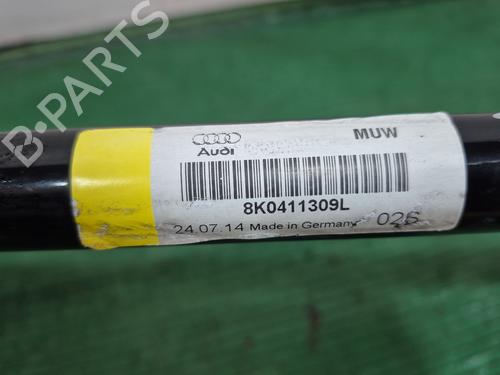 B-PARTS
MUW
Audi
8K0411309L
24.07.14 Made in Germany 026